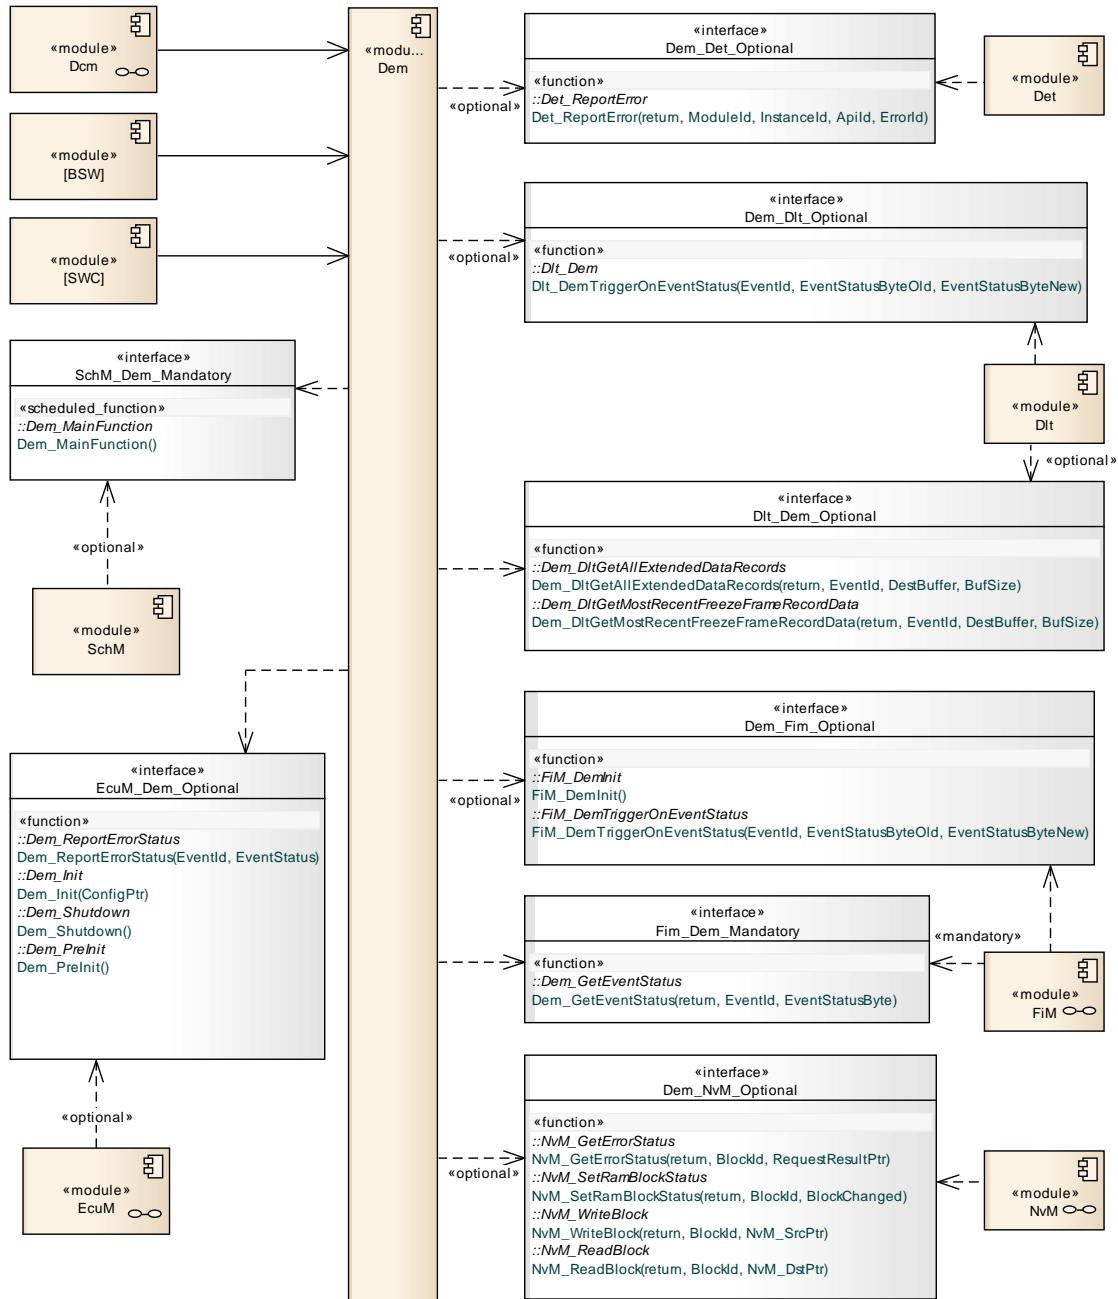 «module»
Dcm
«module»
[BSW]
«module»
[SWC]
«interface»
SchM_Dem_Mandatory
«scheduled_function»
::Dem_MainFunction
Dem_MainFunction()
«optional»
«module»
SchM
«interface»
EcuM_Dem_Optional
«function»
::Dem_ReportErrorStatus
Dem_ReportErrorStatus(EventId, EventStatus)
::Dem_Init
Dem_Init(ConfigPtr)
::Dem_Shutdown
Dem_Shutdown()
::Dem_PreInit
Dem_PreInit()
«optional»
«module»
EcuM
«modu...
Dem
«optional»
«interface»
Dem_Det_Optional
«function»
::Det_ReportError
Det_ReportError(return, ModuleId, InstanceId, ApiId, ErrorId)
«module»
Det
«optional»
«interface»
Dem_Dlt_Optional
«function»
::Dlt_Dem
Dlt_DemTriggerOnEventStatus(EventId, EventStatusByteOld, EventStatusByteNew)
«module»
Dlt
«optional»
«interface»
Dlt_Dem_Optional
«function»
::Dem_DltGetAllExtendedDataRecords
Dem_DltGetAllExtendedDataRecords(return, EventId, DestBuffer, BufSize)
::Dem_DltGetMostRecentFreezeFrameRecordData
Dem_DltGetMostRecentFreezeFrameRecordData(return, EventId, DestBuffer, BufSize)
«optional»
«interface»
Dem_Fim_Optional
«function»
::FiM_DemInit
FiM_DemInit()
::FiM_DemTriggerOnEventStatus
FiM_DemTriggerOnEventStatus(EventId, EventStatusByteOld, EventStatusByteNew)
«interface»
Fim_Dem_Mandatory
«function»
::Dem_GetEventStatus
Dem_GetEventStatus(return, EventId, EventStatusByte)
«mandatory»
«module»
FiM
«optional»
«interface»
Dem_NvM_Optional
«function»
::NvM_GetErrorStatus
NvM_GetErrorStatus(return, BlockId, RequestResultPtr)
::NvM_SetRamBlockStatus
NvM_SetRamBlockStatus(return, BlockId, BlockChanged)
::NvM_WriteBlock
NvM_WriteBlock(return, BlockId, NvM_SrcPtr)
::NvM_ReadBlock
NvM_ReadBlock(return, BlockId, NvM_DstPtr)
«module»
NvM